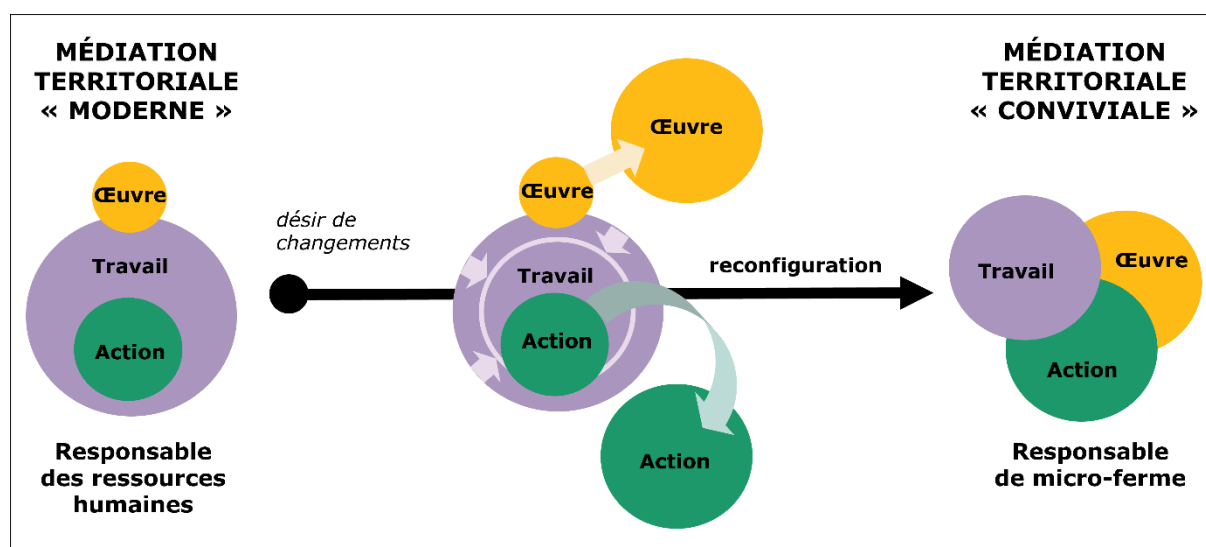 MÉDIATION
TERRITORIALE
« MODERNE »
Œuvre
Travail
Action
Responsable
des ressources
humaines
désir de
changements
Œuvre
Œuvre
Travail
Action
Action
reconfiguration
MÉDIATION
TERRITORIALE
« CONVIVIALE »
Travail
Œuvre
Action
Responsable
de micro-ferme